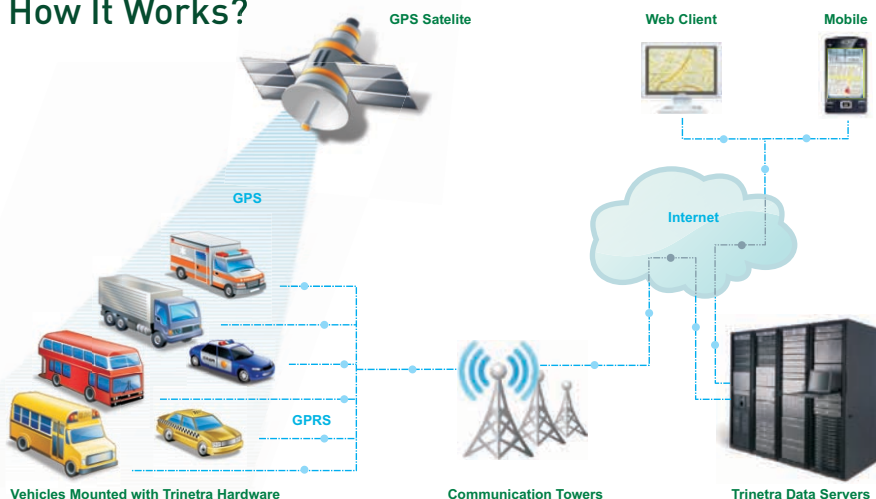 How It Works?
GPS Satelite
Web Client
Mobile
GPS
Internet
GPRS
Vehicles Mounted with Trinetra Hardware
Communication Towers
Trinetra Data Servers